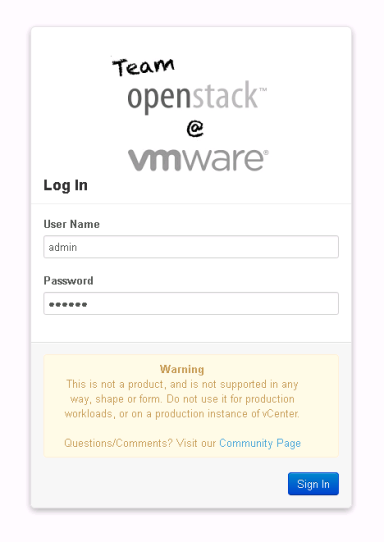 Team
openstack™
@
vmware®
Log In
User Name
admin
Password
••••••
Warning
This is not a product, and is not supported in any
way, shape or form. Do not use it for production
workloads, or on a production instance of vCenter.
Questions/Comments? Visit our Community Page
Sign In